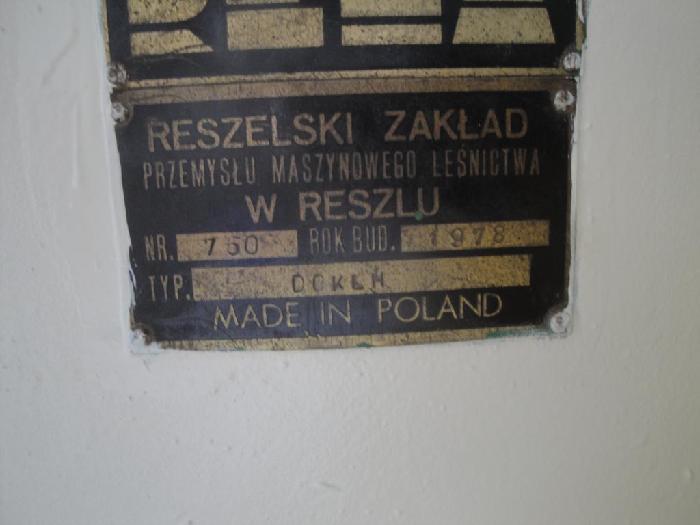 RESZELSKI ZAKŁAD
PRZEMYSŁU MASZYNOWEGO LEŚNICTWA
W RESZLU
NR. 750 ROK BUD. 1978
TYP.
MADE IN POLAND